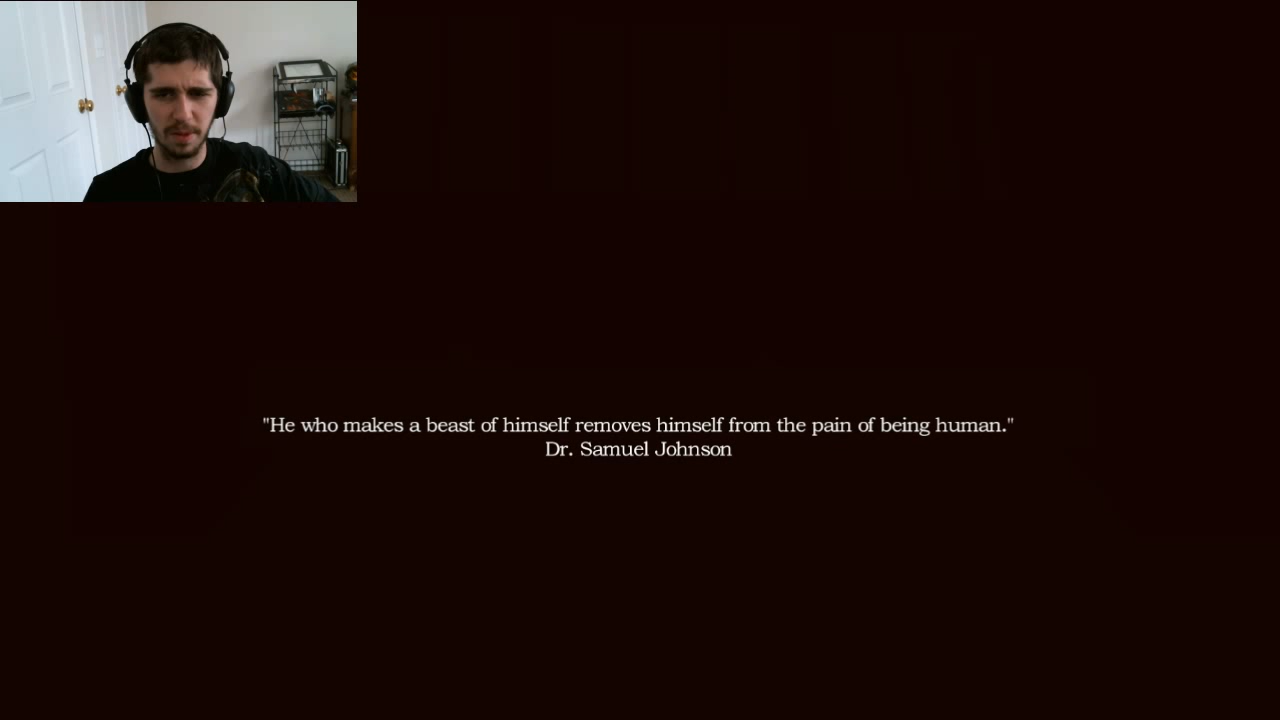 "He who makes a beast of himself removes himself from the pain of being human."
Dr. Samuel Johnson